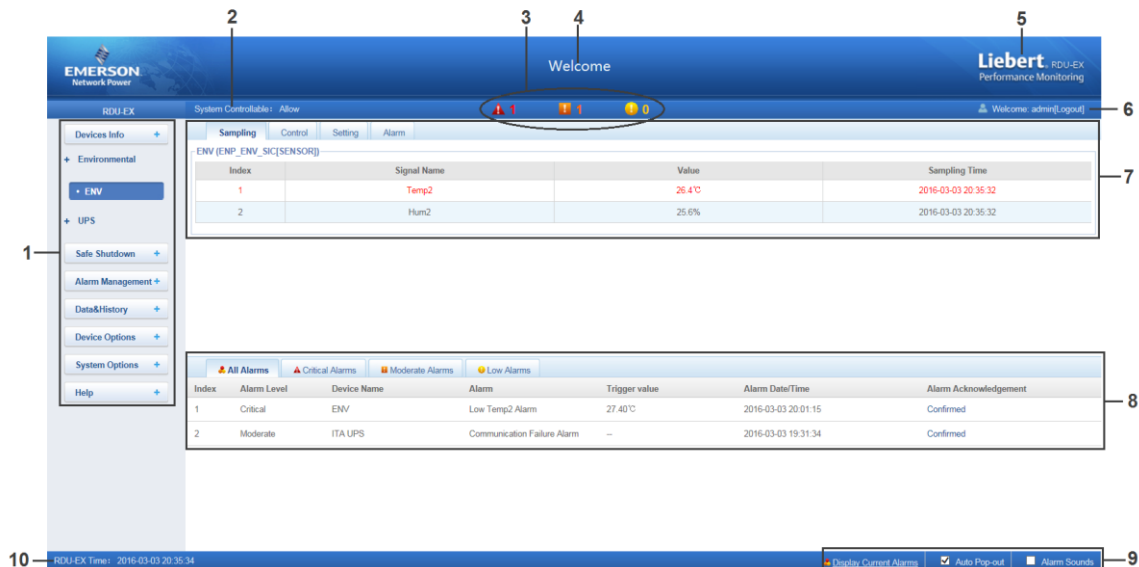 2
3
4
5
EMERSON
Network Power
Welcome
Liebert. RDU-EX
Performance Monitoring
RDU-EX
System Controllable: Allow
1
1
0
Welcome: admin[Logout]
6
Devices Info +
+ Environmental
• ENV
+ UPS
1
Safe Shutdown +
Alarm Management +
Data&History +
Device Options +
System Options +
Help +
Sampling Control Setting Alarm
ENV (ENP_ENV_SIC[SENSOR])
Index Signal Name Value Sampling Time
1 Temp2 26.4℃ 2016-03-03 20:35:32
2 Hum2 25.6% 2016-03-03 20:35:32
7
All Alarms Critical Alarms Moderate Alarms Low Alarms
Index Alarm Level Device Name Alarm Trigger value Alarm Date/Time Alarm Acknowledgement
1 Critical ENV Low Temp2 Alarm 27.40℃ 2016-03-03 20:01:15 Confirmed
2 Moderate ITA UPS Communication Failure Alarm -- 2016-03-03 19:31:34 Confirmed
8
10
RDU-EX Time: 2016-03-03 20:35:34
Display Current Alarms Auto Pop-out Alarm Sounds
9